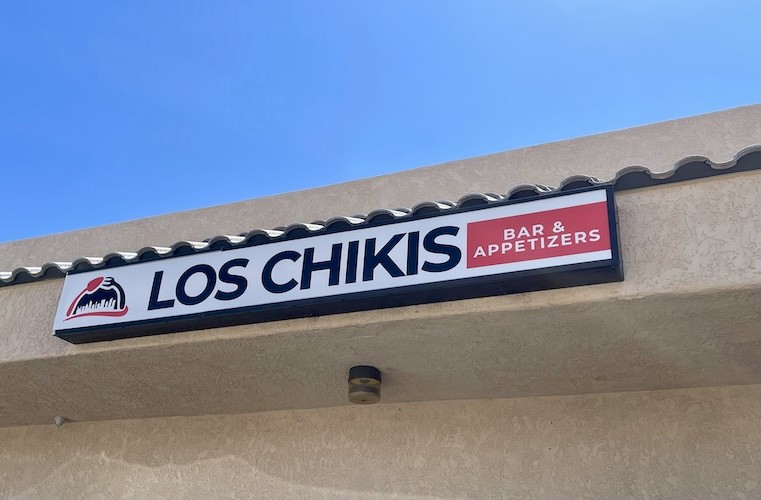 LOS CHIKIS
BAR &
APPETIZERS